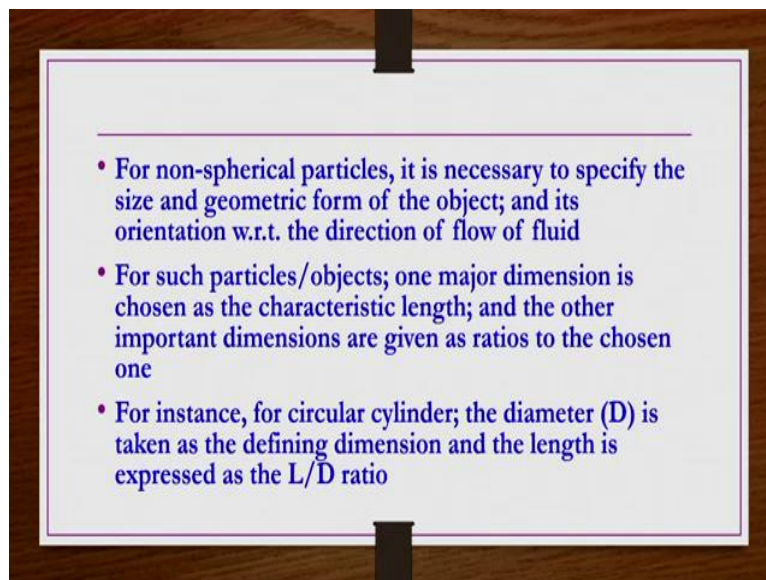 • For non-spherical particles, it is necessary to specify the
size and geometric form of the object; and its
orientation w.r.t. the direction of flow of fluid
• For such particles/objects; one major dimension is
chosen as the characteristic length; and the other
important dimensions are given as ratios to the chosen
one
• For instance, for circular cylinder; the diameter (D) is
taken as the defining dimension and the length is
expressed as the L/D ratio